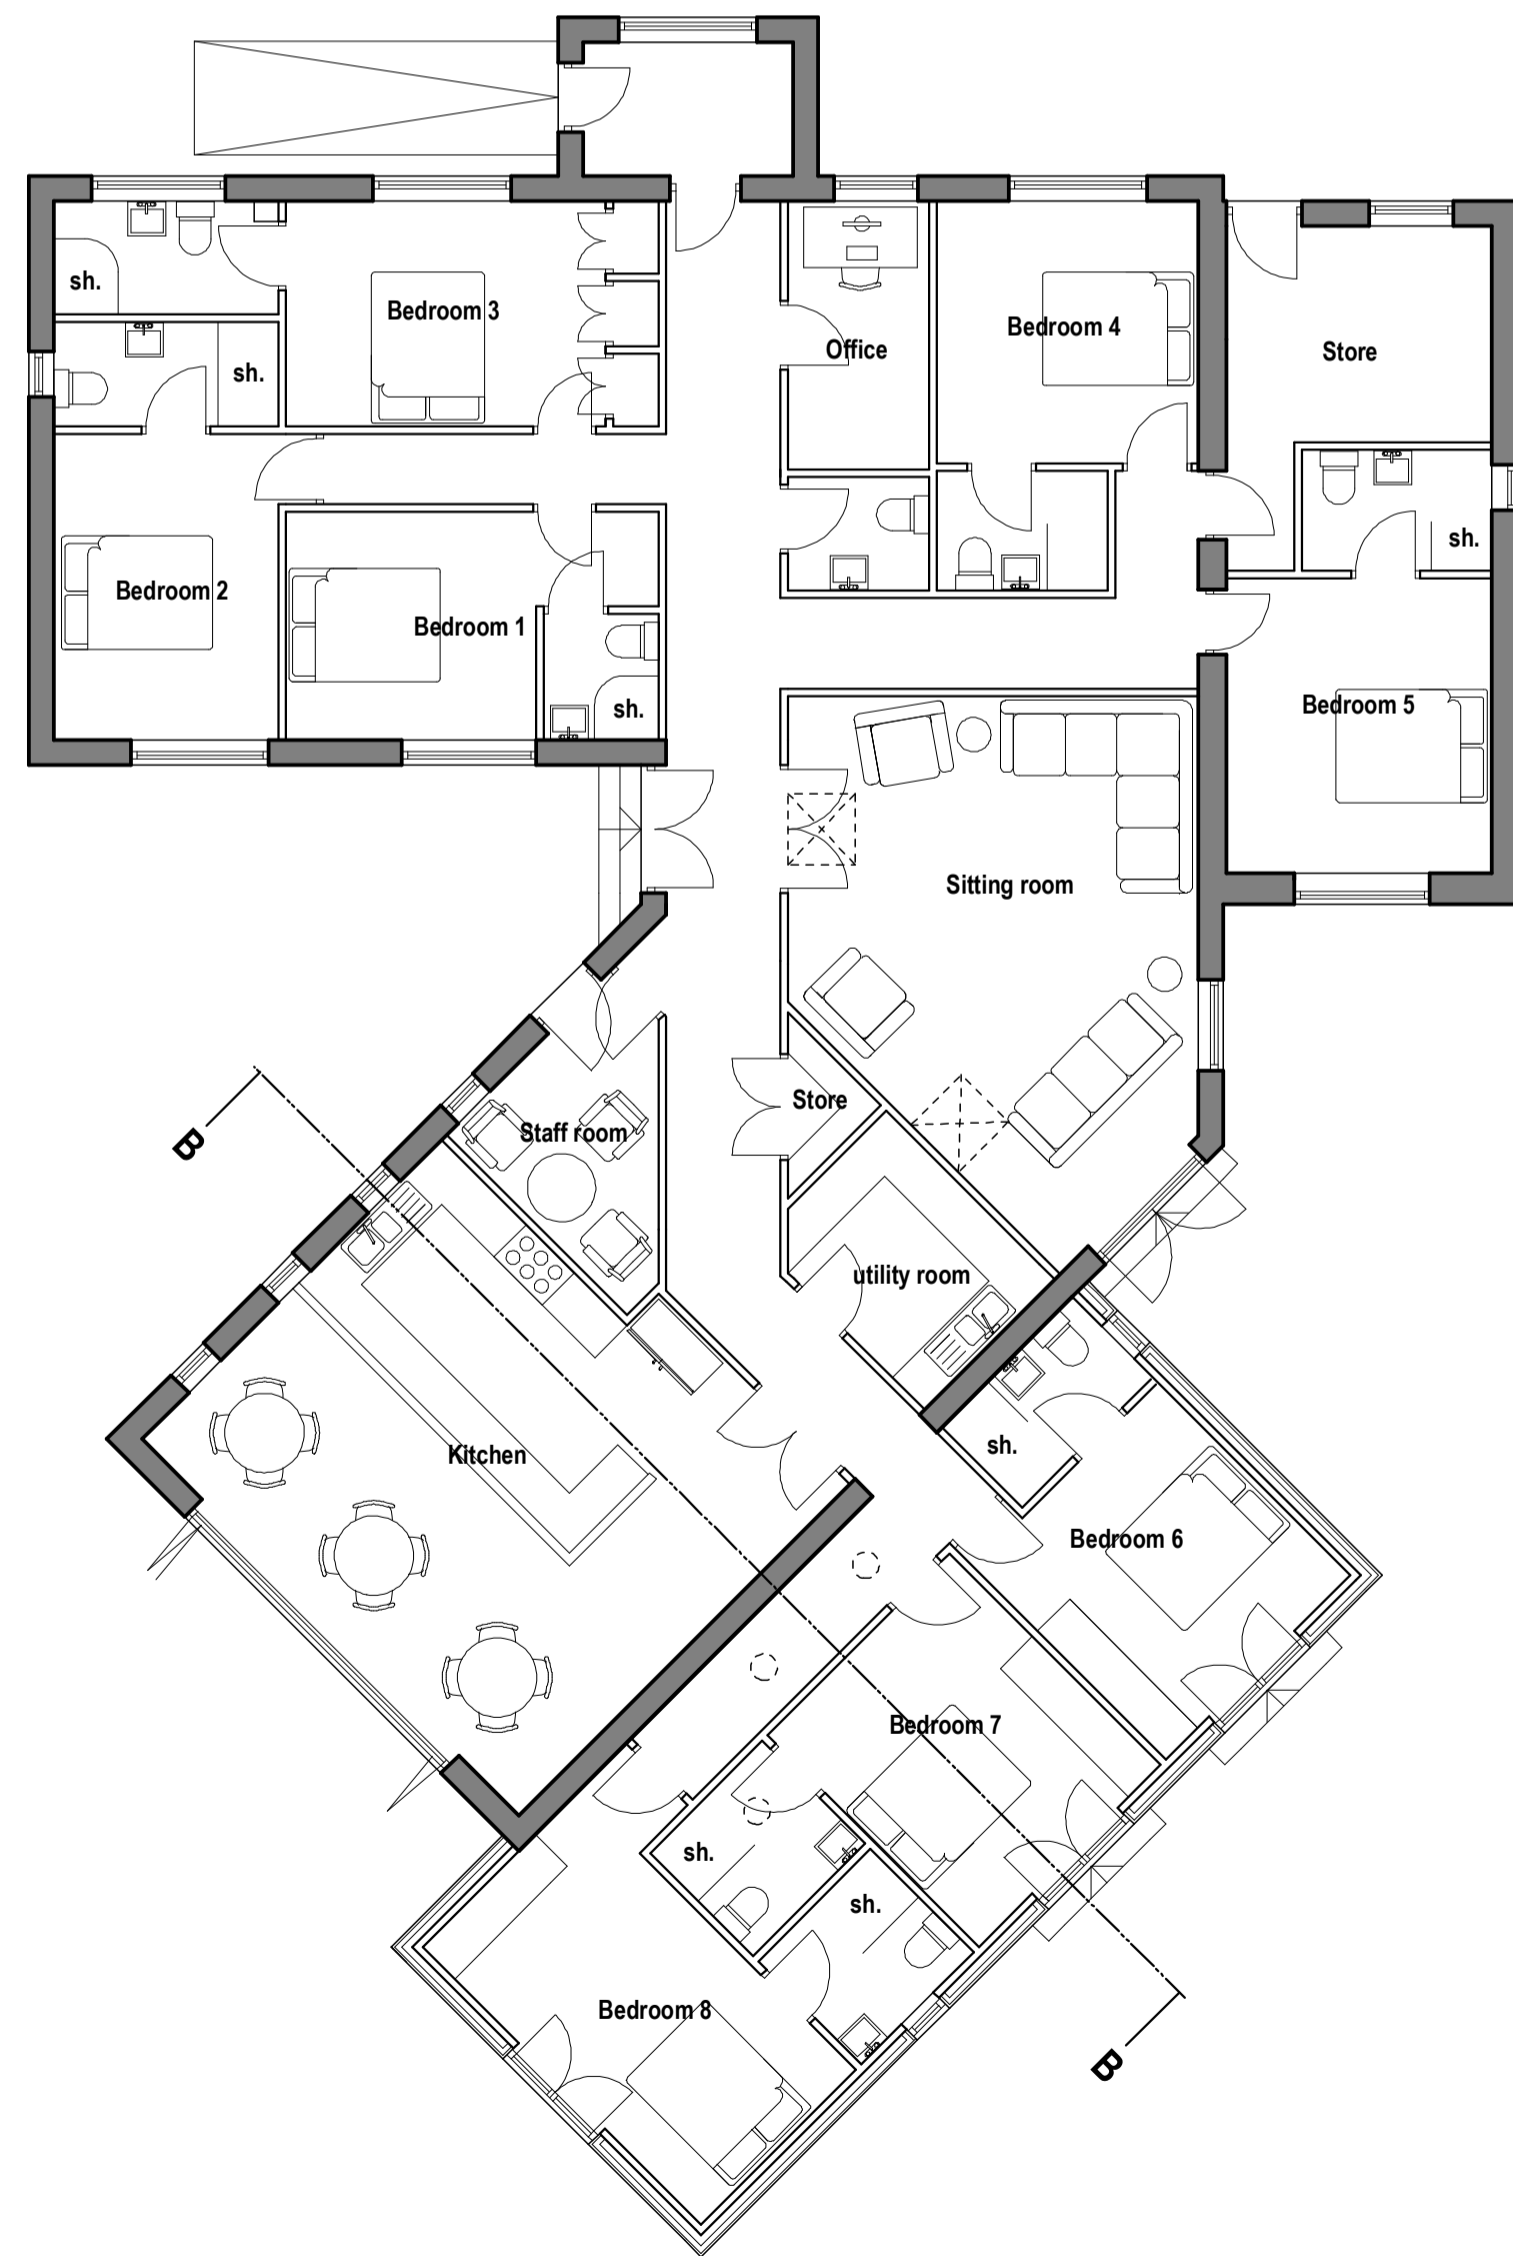 sh.
Bedroom 3
Bedroom 4
Office
Store
sh.
sh.
Bedroom 2
Bedroom 1
sh.
Bedroom 5
Sitting room
Store
Staff room
B
utility room
Kitchen
sh.
Bedroom 6
Bedroom 7
sh.
sh.
Bedroom 8
B